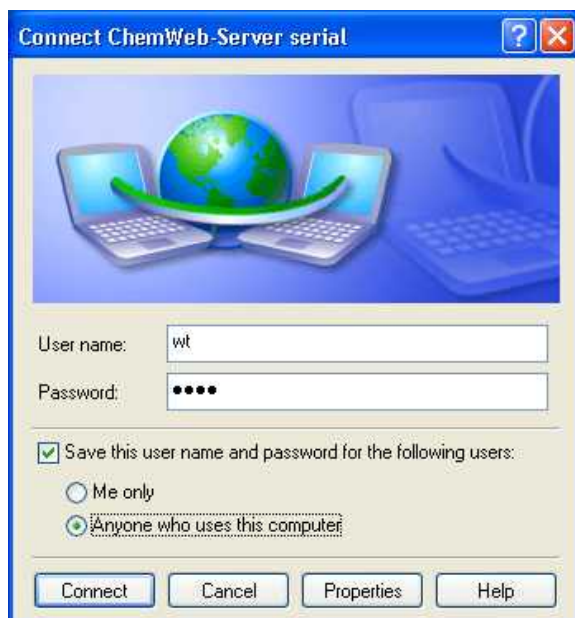 Connect ChemWeb-Server serial
User name: wt
Password: ••••
Save this user name and password for the following users:
Me only
Anyone who uses this computer
Connect Cancel Properties Help